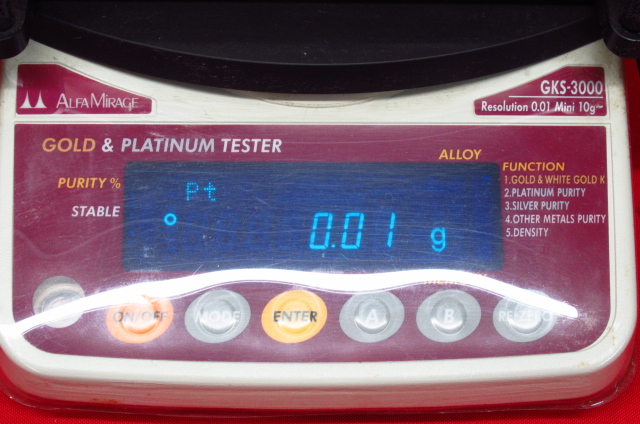 ALFA MIRAGE
GKS-3000
Resolution 0.01 Mini 10g~
GOLD & PLATINUM TESTER
ALLOY
PURITY %
STABLE
Pt
0.01 g
FUNCTION
1.GOLD & WHITE GOLD K
2.PLATINUM PURITY
3.SILVER PURITY
4.OTHER METALS PURITY
5.DENSITY
ON/OFF
MODE
ENTER
A
B
RE-ZERO